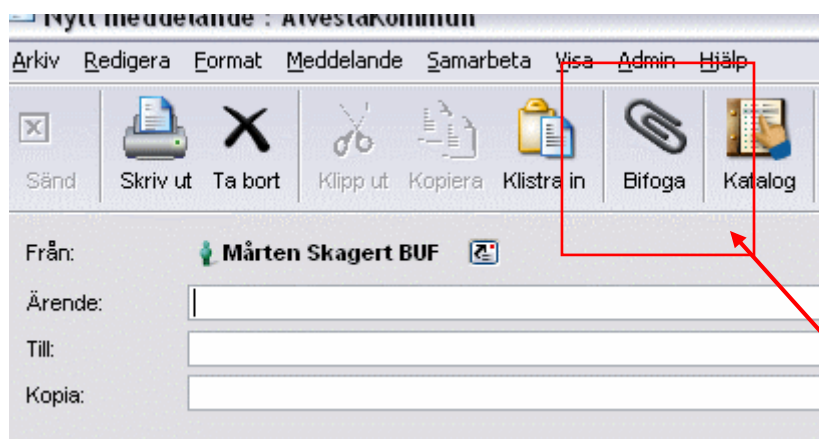 Nytt meddelande : AlvestaKommun
Arkiv Redigera Format Meddelande Samarbeta Visa Admin Hjälp
Sänd Skriv ut Ta bort Klipp ut Kopiera Klistra in Bifoga Katalog
Från: Mårten Skagert BUF
Ärende:
Till:
Kopia: